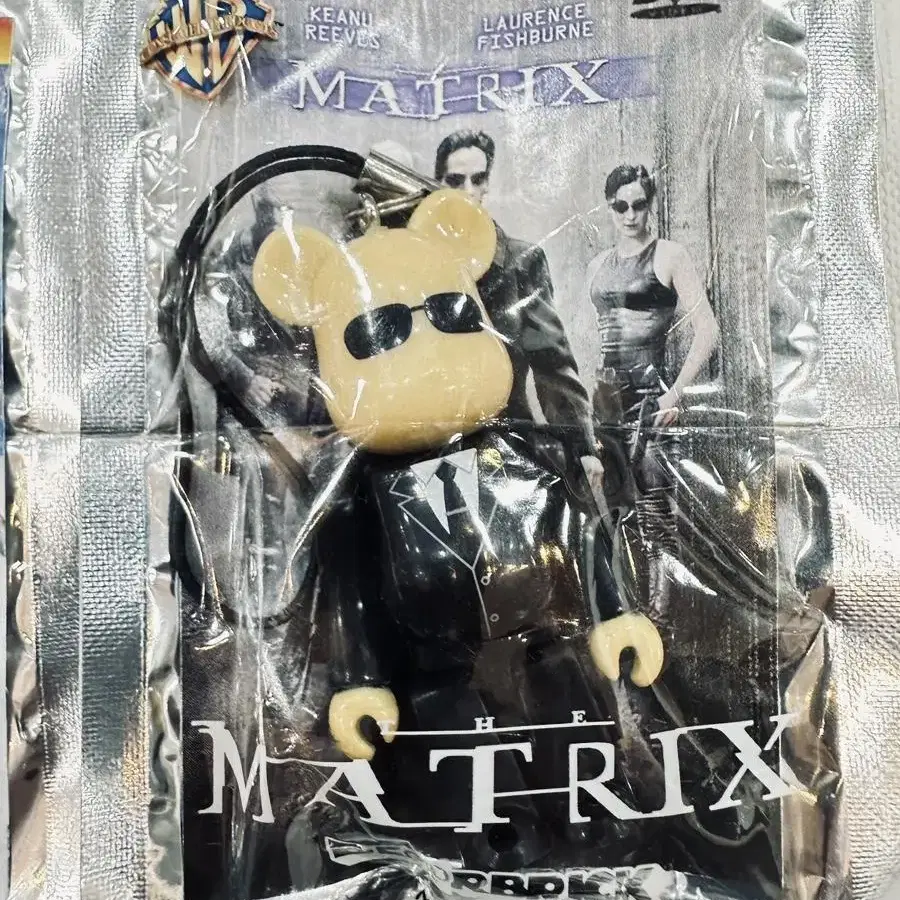 KEANU REEVES
LAURENCE FISHBURNE
MATRIX
THE
MATRIX